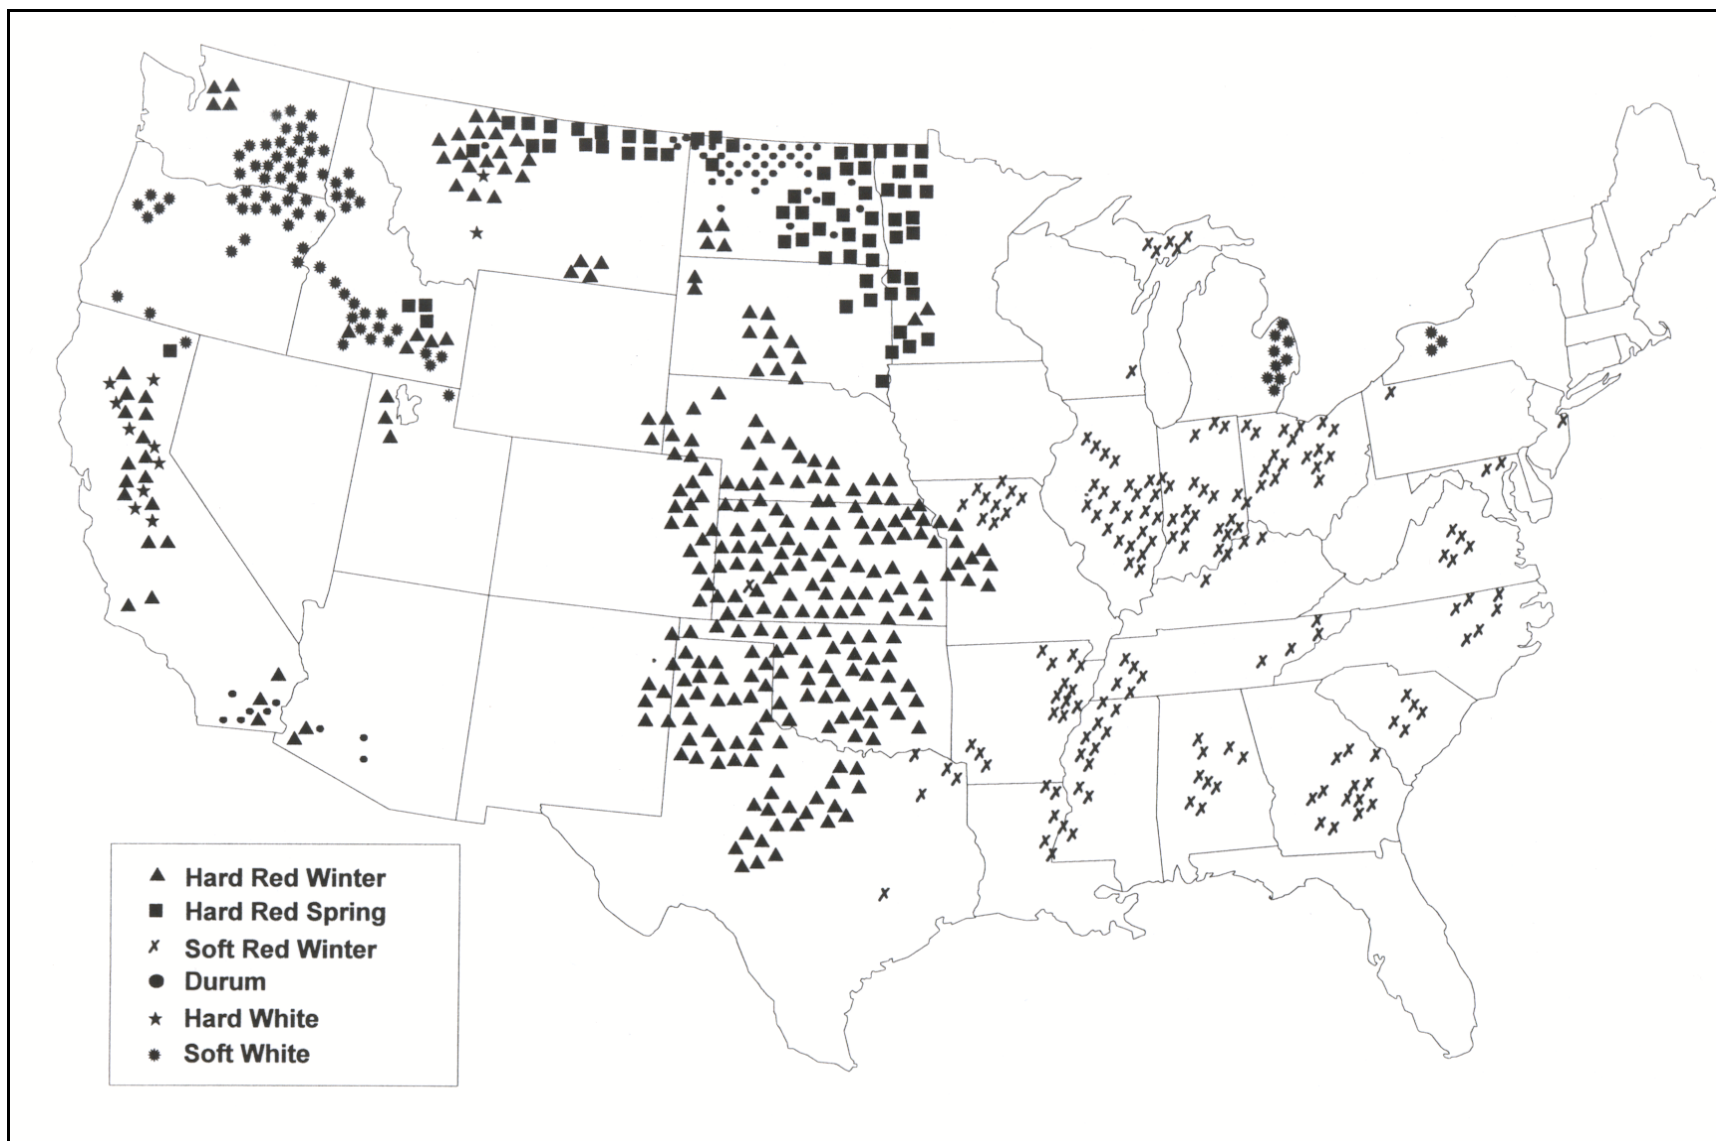 Hard Red Winter
Hard Red Spring
Soft Red Winter
Durum
Hard White
Soft White